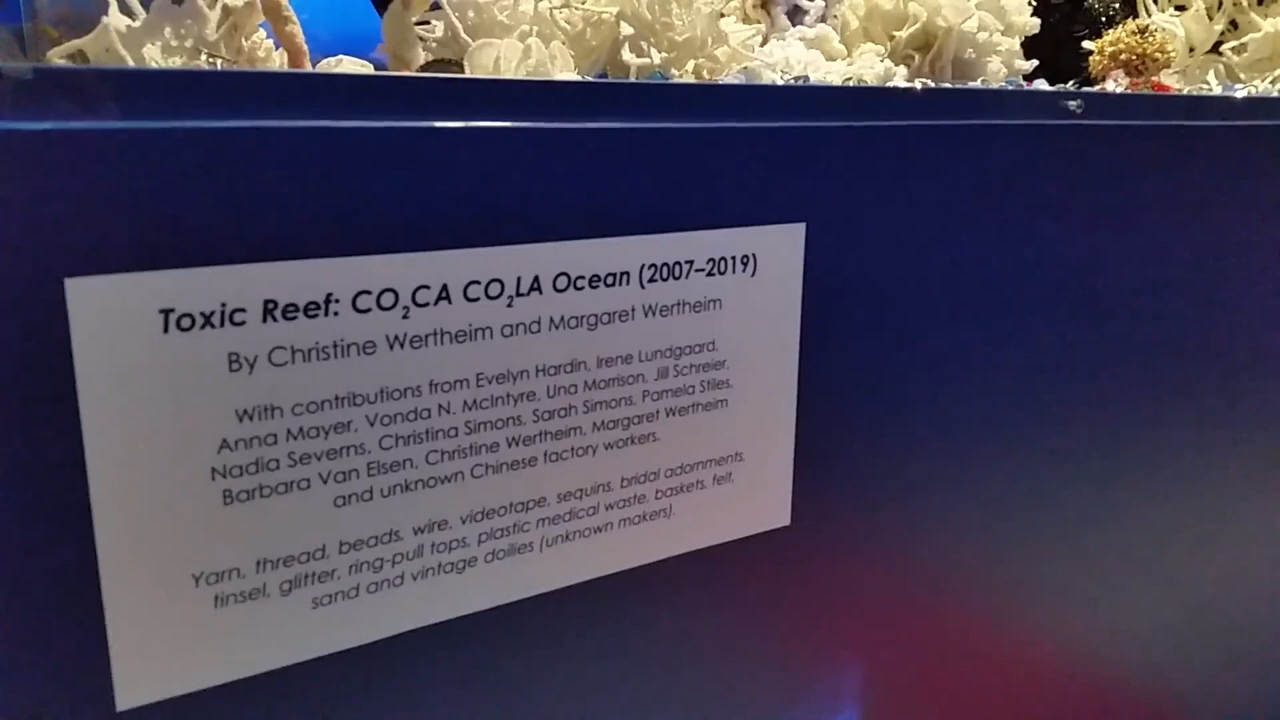 Toxic Reef: CO₂CA CO₂LA Ocean (2007–2019)
By Christine Wertheim and Margaret Wertheim
With contributions from Evelyn Hardin, Irene Lundgaard,
Anna Mayer, Vonda N. McIntyre, Una Morrison, Jill Schreier,
Nadia Severns, Christina Simons, Sarah Simons, Pamela Stiles,
Barbara Van Elsen, Christine Wertheim, Margaret Wertheim
and unknown Chinese factory workers.
Yarn, thread, beads, wire, videotape, sequins, bridal adornments,
tinsel, glitter, ring-pull tops, plastic medical waste, baskets, felt,
sand and vintage doilies (unknown makers).